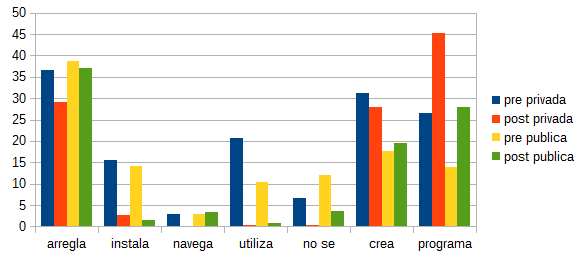 50
45
40
35
30
25
20
15
10
5
0
arregla instala navega utiliza no se crea programa
pre privada
post privada
pre publica
post publica